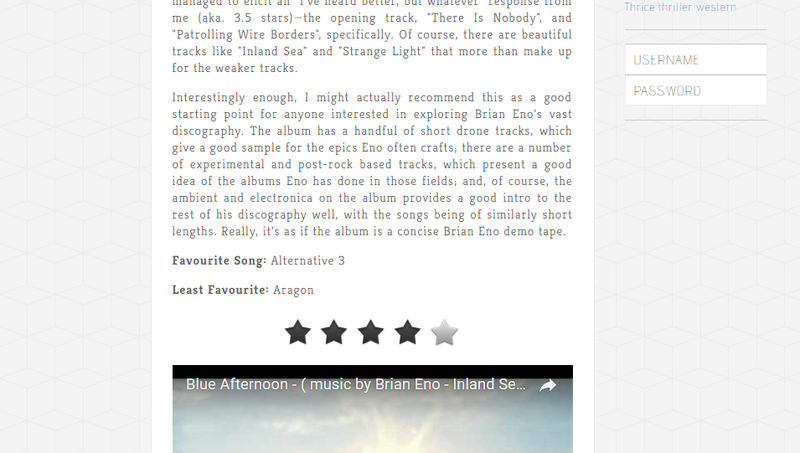 managed to elicit an "I've heard better, but whatever" response from
me (aka. 3.5 stars)—the opening track, "There Is Nobody", and
"Patrolling Wire Borders", specifically. Of course, there are beautiful
tracks like "Inland Sea" and "Strange Light" that more than make up
for the weaker tracks.
Interestingly enough, I might actually recommend this as a good
starting point for anyone interested in exploring Brian Eno's vast
discography. The album has a handful of short drone tracks, which
give a good sample for the epics Eno often crafts; there are a number
of experimental and post-rock based tracks, which present a good
idea of the albums Eno has done in those fields; and, of course, the
ambient and electronica on the album provides a good intro to the
rest of his discography well, with the songs being of similarly short
lengths. Really, it's as if the album is a concise Brian Eno demo tape.
Favourite Song: Alternative 3
Least Favourite: Aragon
Blue Afternoon - ( music by Brian Eno - Inland Se...
Thrice thriller western
USERNAME
PASSWORD